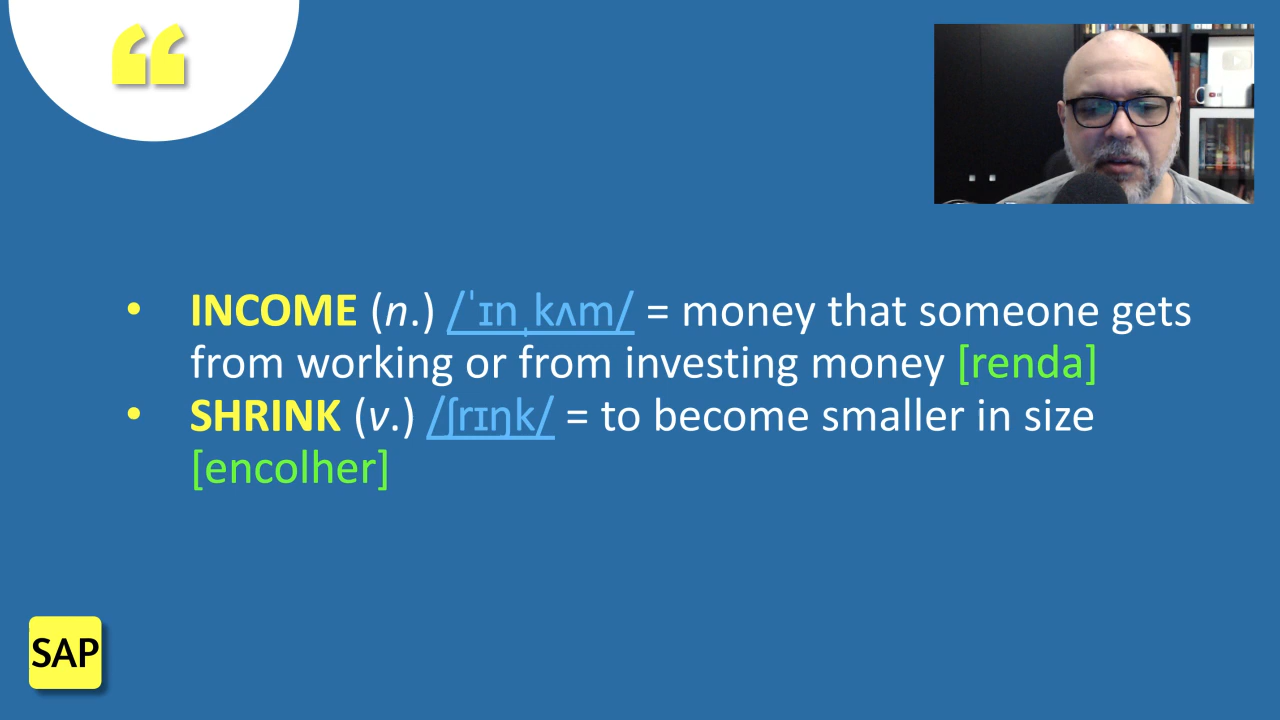 “
• INCOME (n.) /ˈɪnˌkʌm/ = money that someone gets
from working or from investing money [renda]
• SHRINK (v.) /ʃrɪŋk/ = to become smaller in size
[encolher]
SAP